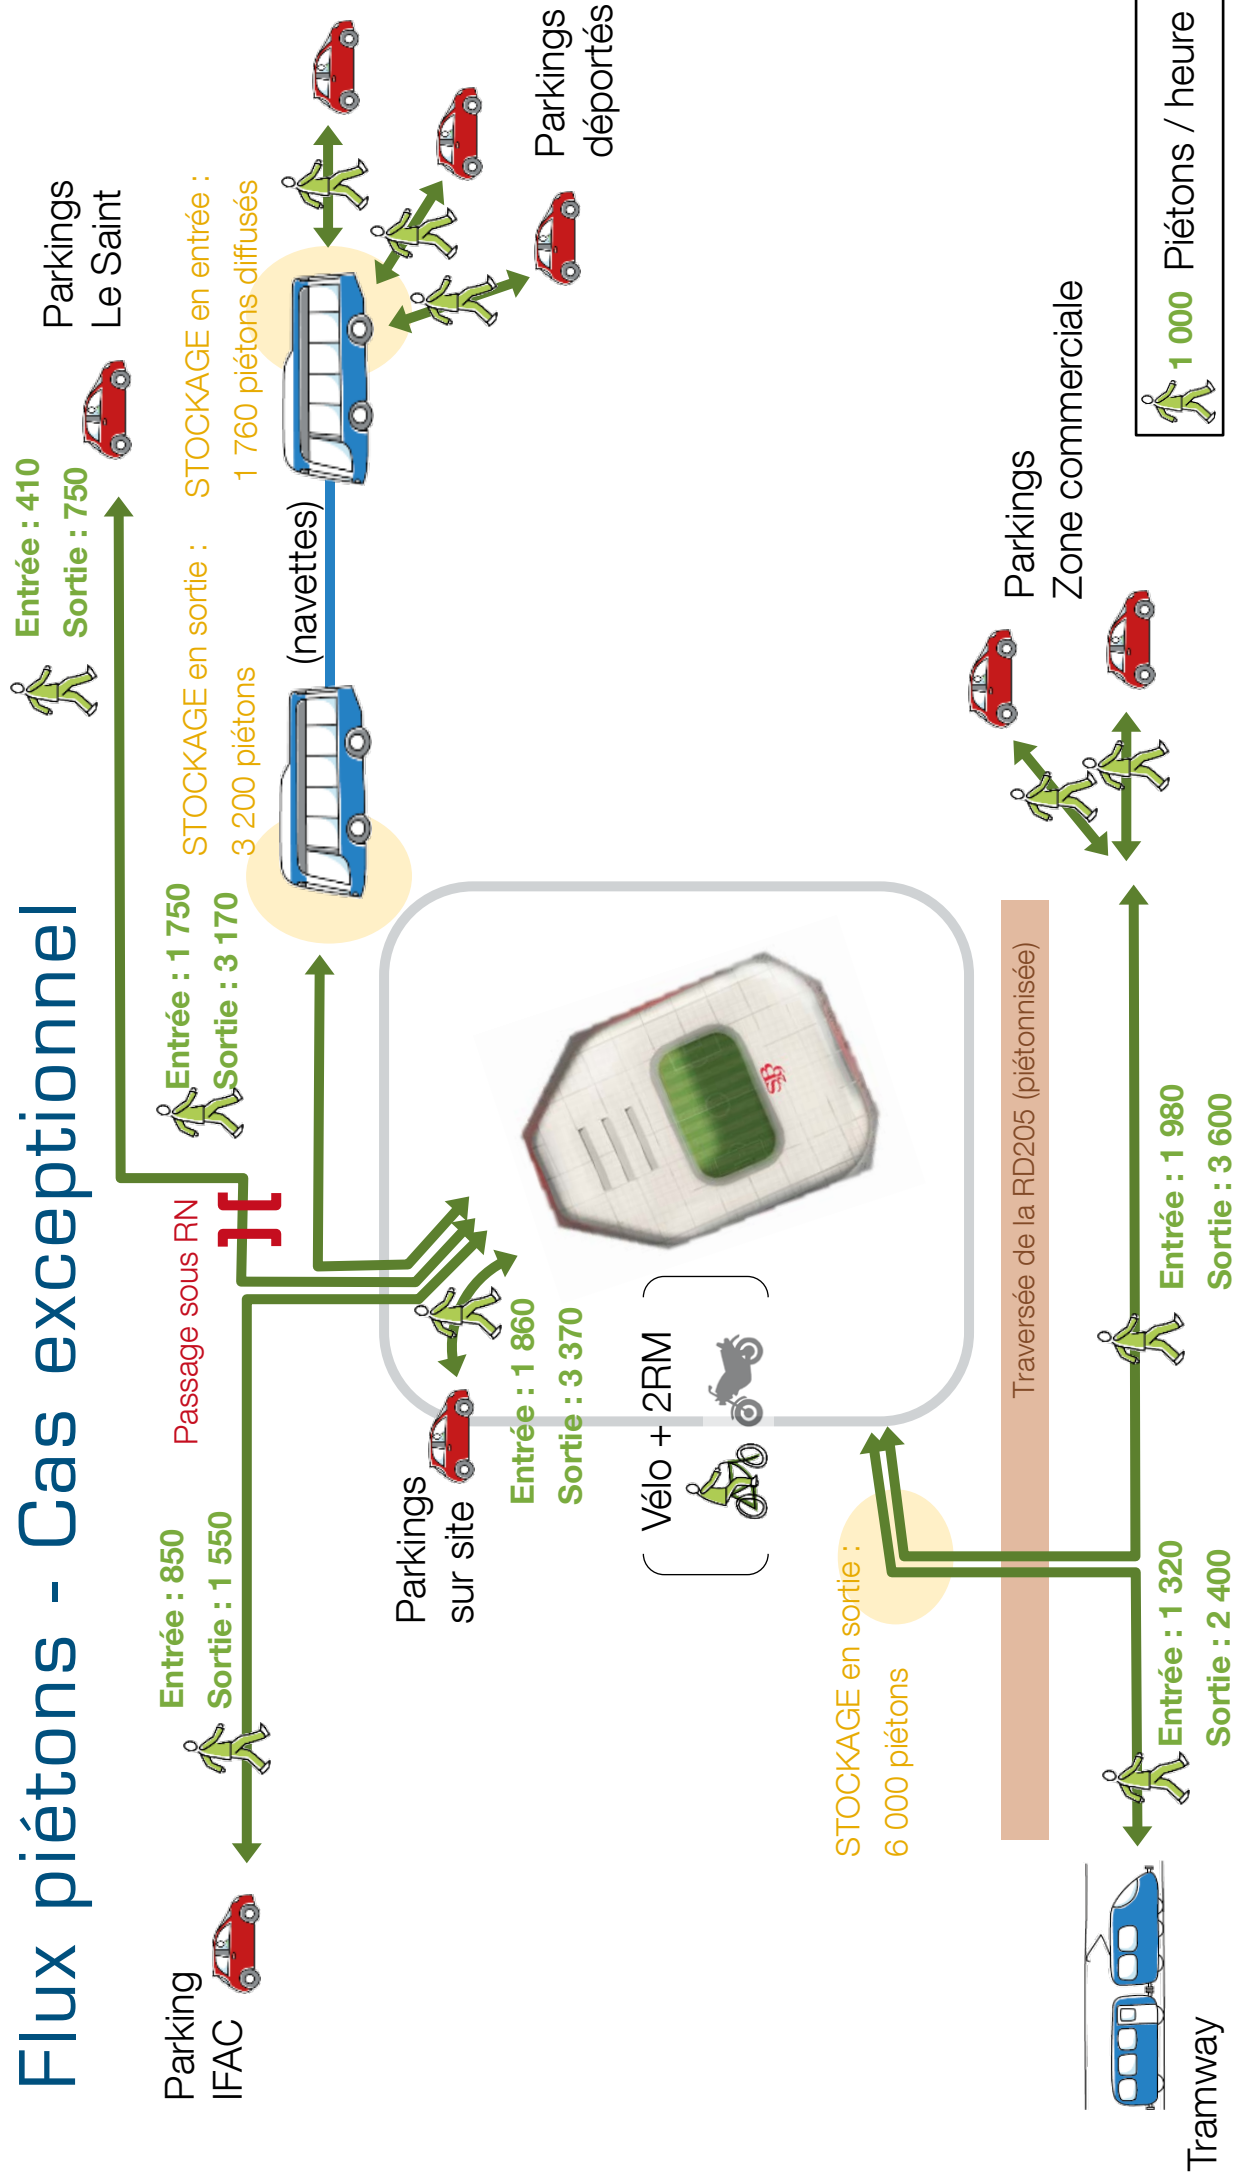 Flux piétons - Cas exceptionnel
Entrée : 410
Sortie : 750
Parkings
Le Saint
Parking
IFAC
Entrée : 850
Sortie : 1 550
Passage sous RN
Entrée : 1 750
Sortie : 3 170
STOCKAGE en sortie :
3 200 piétons
STOCKAGE en entrée :
1 760 piétons diffusés
(navettes)
Parkings
déportés
Parkings
sur site
Entrée : 1 860
Sortie : 3 370
Vélo + 2RM
SB
STOCKAGE en sortie :
6 000 piétons
Traversée de la RD205 (piétonnisée)
Parkings
Zone commerciale
Tramway
Entrée : 1 320
Sortie : 2 400
Entrée : 1 980
Sortie : 3 600
1 000 Piétons / heure